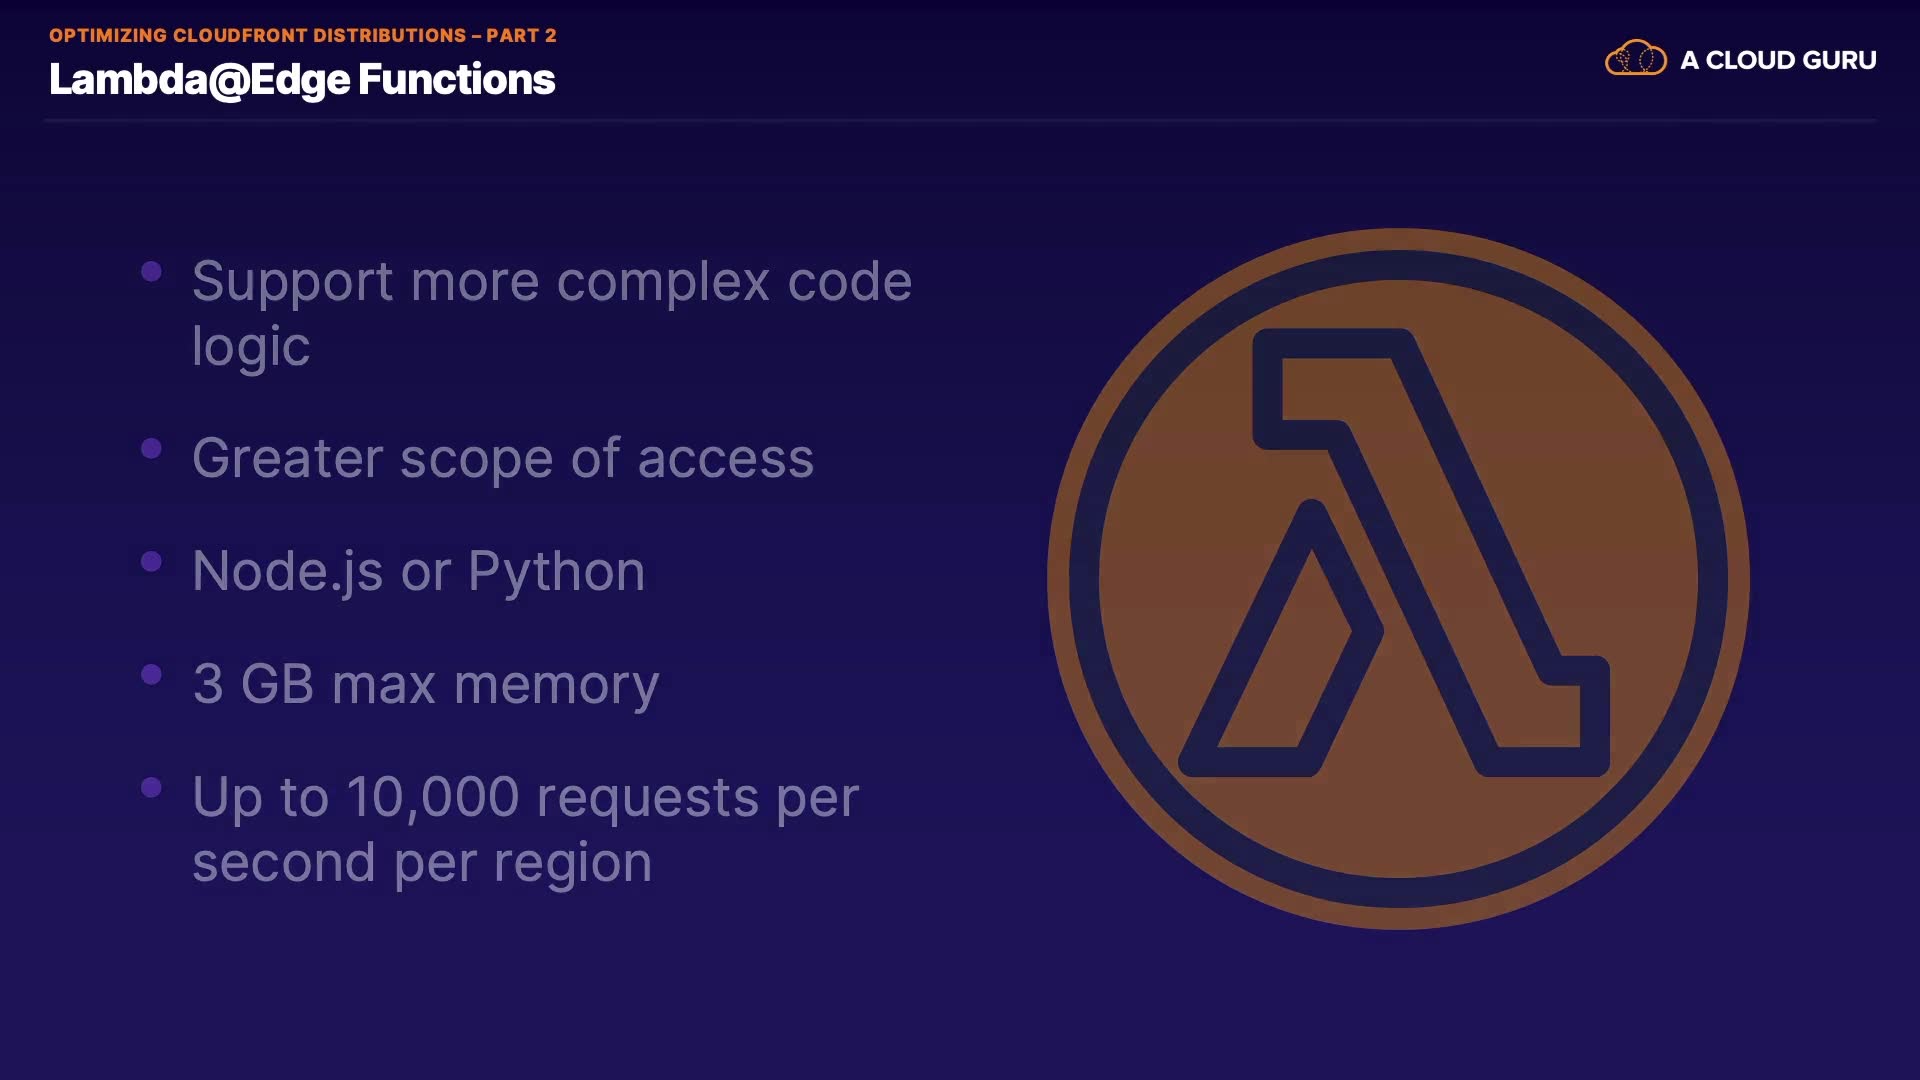 OPTIMIZING CLOUDFRONT DISTRIBUTIONS – PART 2
Lambda@Edge Functions
A CLOUD GURU
Support more complex code
logic
Greater scope of access
Node.js or Python
3 GB max memory
Up to 10,000 requests per
second per region